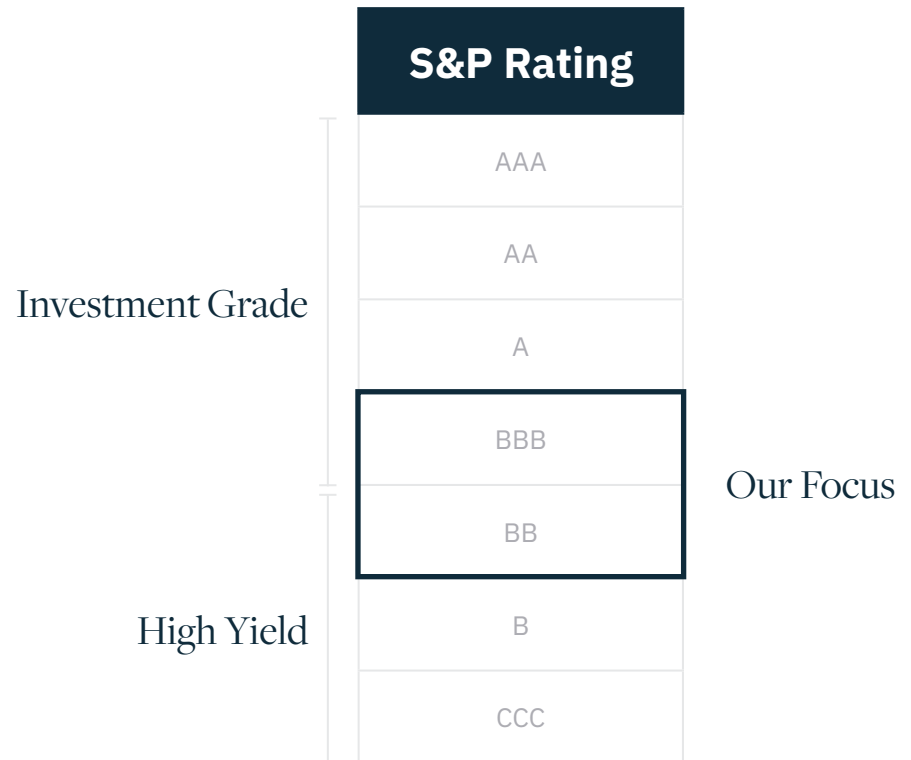 S&P Rating
AAA
AA
Investment Grade
A
BBB
Our Focus
BB
High Yield
B
CCC